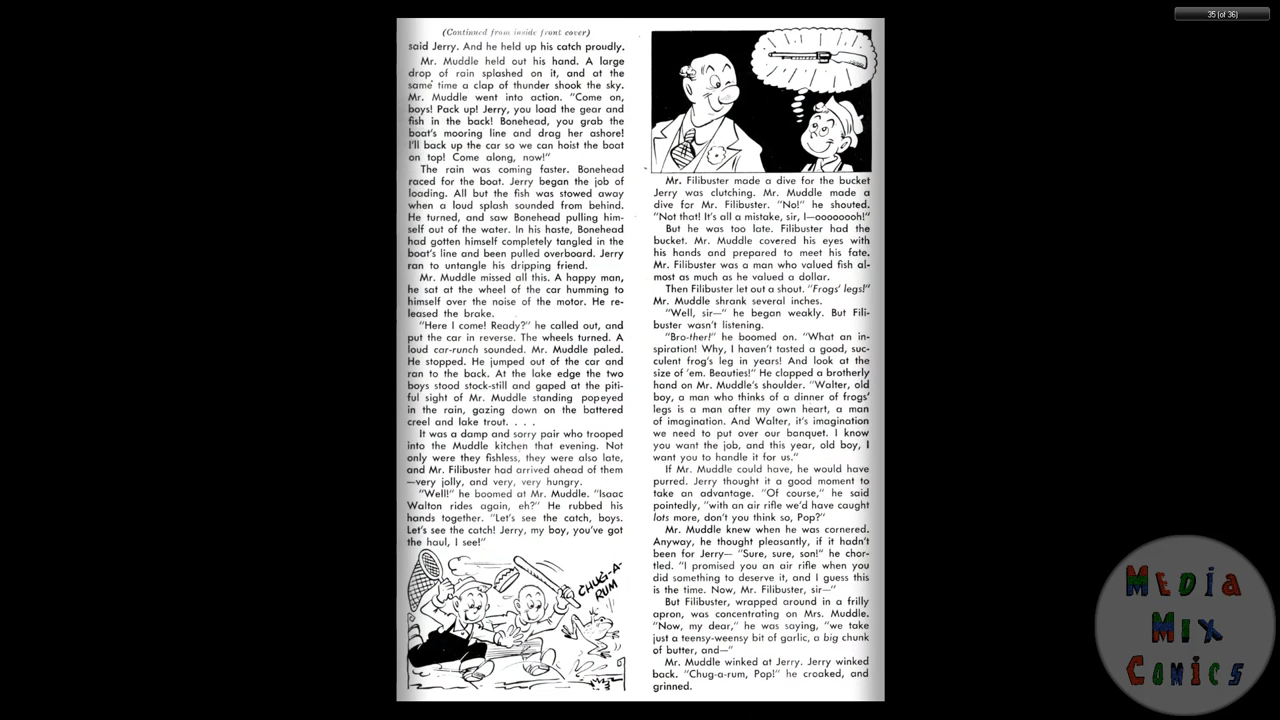 35 (of 36)
(Continued from inside front cover)
said Jerry. And he held up his catch proudly.
Mr. Muddle held out his hand. A large
drop of rain splashed on it, and at the
same time a clap of thunder shook the sky.
Mr. Muddle went into action. "Come on,
boys! Pack up! Jerry, you load the gear and
fish in the back! Bonehead, you grab the
boat's mooring line and drag her ashore!
I'll back up the car so we can hoist the boat
on top! Come along, now!"
The rain was coming faster. Bonehead
raced for the boat. Jerry began the job of
loading. All but the fish was stowed away
when a loud splash sounded from behind.
He turned, and saw Bonehead pulling him-
self out of the water. In his haste, Bonehead
had gotten himself completely tangled in the
boat's line and been pulled overboard. Jerry
ran to untangle his dripping friend.
Mr. Muddle missed all this. A happy man,
he sat at the wheel of the car humming to
himself over the noise of the motor. He re-
leased the brake.
"Here I come! Ready?" he called out, and
put the car in reverse. The wheels turned. A
loud car-runch sounded. Mr. Muddle paled.
He stopped. He jumped out of the car and
ran to the back. At the lake edge the two
boys stood stock-still and gaped at the piti-
ful sight of Mr. Muddle standing popeyed
in the rain, gazing down on the battered
creel and lake trout. . . .
It was a damp and sorry pair who trooped
into the Muddle kitchen that evening. Not
only were they fishless, they were also late,
and Mr. Filibuster had arrived ahead of them
—very jolly, and very, very hungry.
"Well!" he boomed at Mr. Muddle. "Isaac
Walton rides again, eh?" He rubbed his
hands together. "Let's see the catch, boys.
Let's see the catch! Jerry, my boy, you've got
the haul, I see!"
CHUG-A-
RUM
Mr. Filibuster made a dive for the bucket
Jerry was clutching. Mr. Muddle made a
dive for Mr. Filibuster. "No!" he shouted.
"Not that! It's all a mistake, sir, I—oooooooh!"
But he was too late. Filibuster had the
bucket. Mr. Muddle covered his eyes with
his hands and prepared to meet his fate.
Mr. Filibuster was a man who valued fish al-
most as much as he valued a dollar.
Then Filibuster let out a shout. "Frogs' legs!"
Mr. Muddle shrank several inches.
"Well, sir—" he began weakly. But Fili-
buster wasn't listening.
"Bro-ther!" he boomed on. "What an in-
spiration! Why, I haven't tasted a good, suc-
culent frog's leg in years! And look at the
size of 'em. Beauties!" He clapped a brotherly
hand on Mr. Muddle's shoulder. "Walter, old
boy, a man who thinks of a dinner of frogs'
legs is a man after my own heart, a man
of imagination. And Walter, it's imagination
we need to put over our banquet. I know
you want the job, and this year, old boy, I
want you to handle it for us."
If Mr. Muddle could have, he would have
purred. Jerry thought it a good moment to
take an advantage. "Of course," he said
pointedly, "with an air rifle we'd have caught
lots more, don't you think so, Pop?"
Mr. Muddle knew when he was cornered.
Anyway, he thought pleasantly, if it hadn't
been for Jerry— "Sure, sure, son!" he chor-
tled. "I promised you an air rifle when you
did something to deserve it, and I guess this
is the time. Now, Mr. Filibuster, sir—"
But Filibuster, wrapped around in a frilly
apron, was concentrating on Mrs. Muddle.
"Now, my dear," he was saying, "we take
just a teensy-weensy bit of garlic, a big chunk
of butter, and—"
Mr. Muddle winked at Jerry. Jerry winked
back. "Chug-a-rum, Pop!" he croaked, and
grinned.
MeDia
Mix
Comics